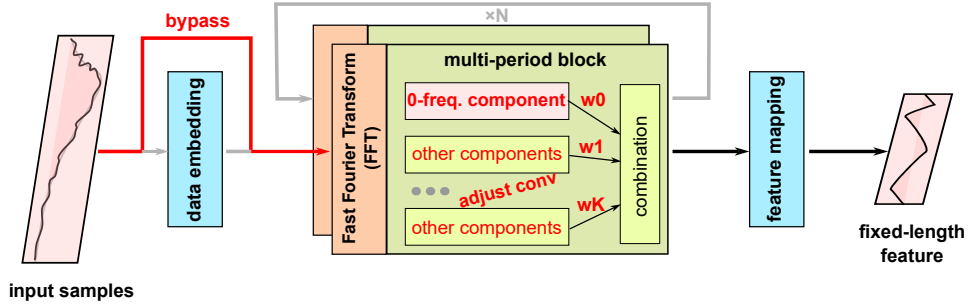 ×N
bypass
data embedding
Fast Fourier Transform
(FFT)
multi-period block
0-freq. component
w0
other components
w1
adjust conv
other components
wK
combination
feature mapping
input samples
fixed-length
feature